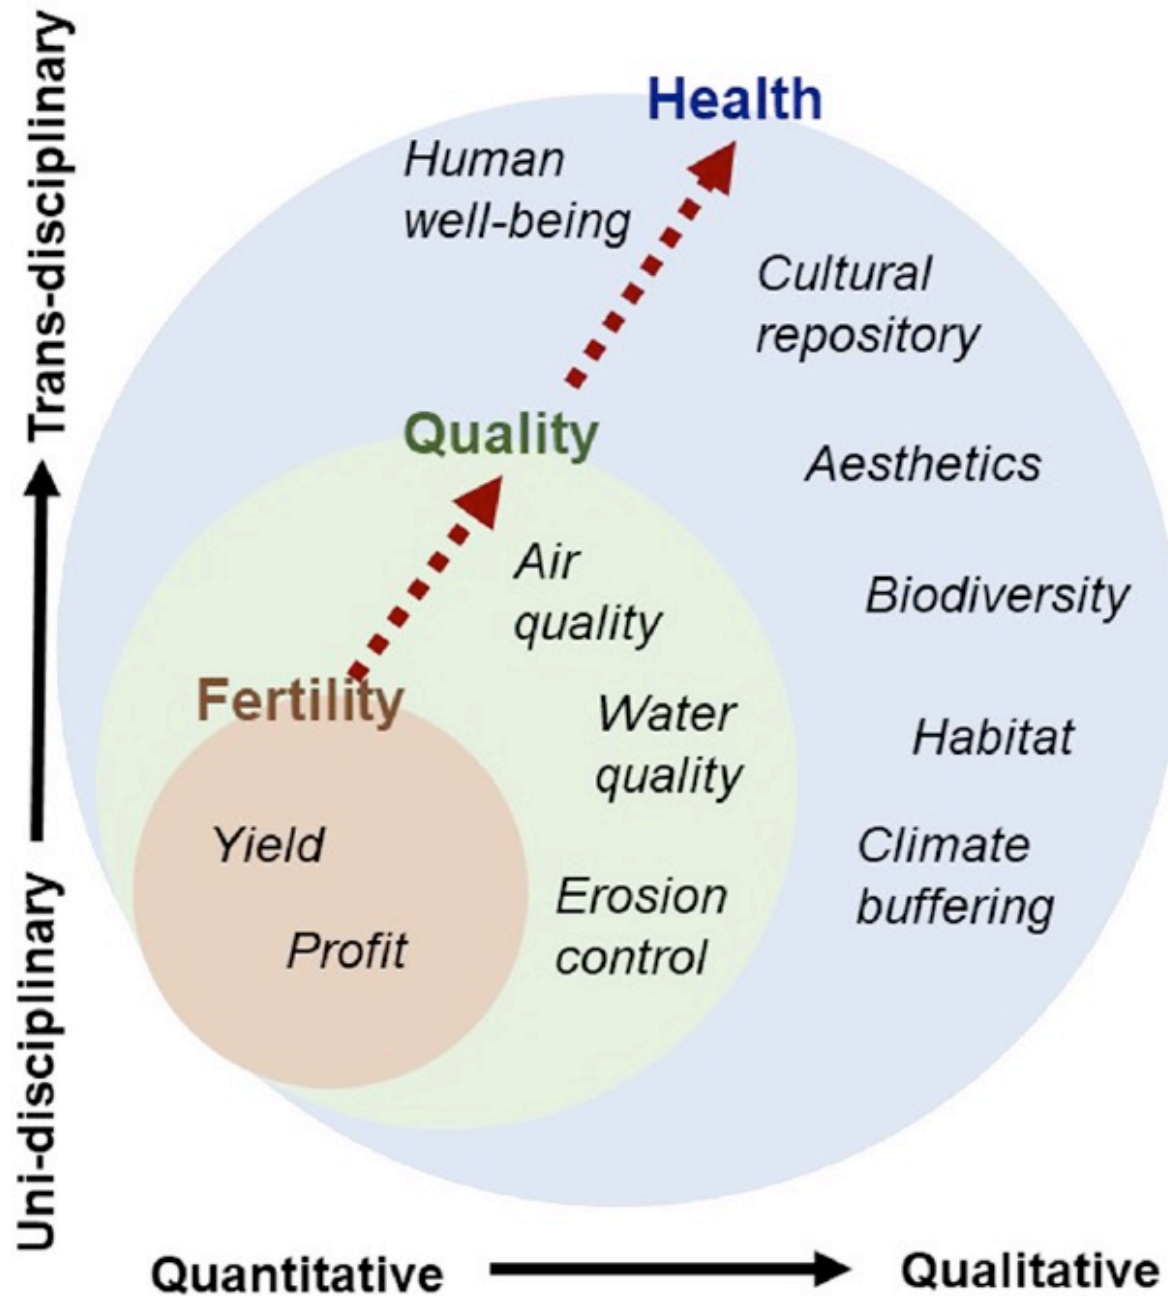 Trans-disciplinary
Uni-disciplinary
Health
Human
well-being
Cultural
repository
Quality
Aesthetics
Air
quality
Biodiversity
Fertility
Water
quality
Habitat
Yield
Climate
buffering
Erosion
control
Profit
Quantitative
Qualitative